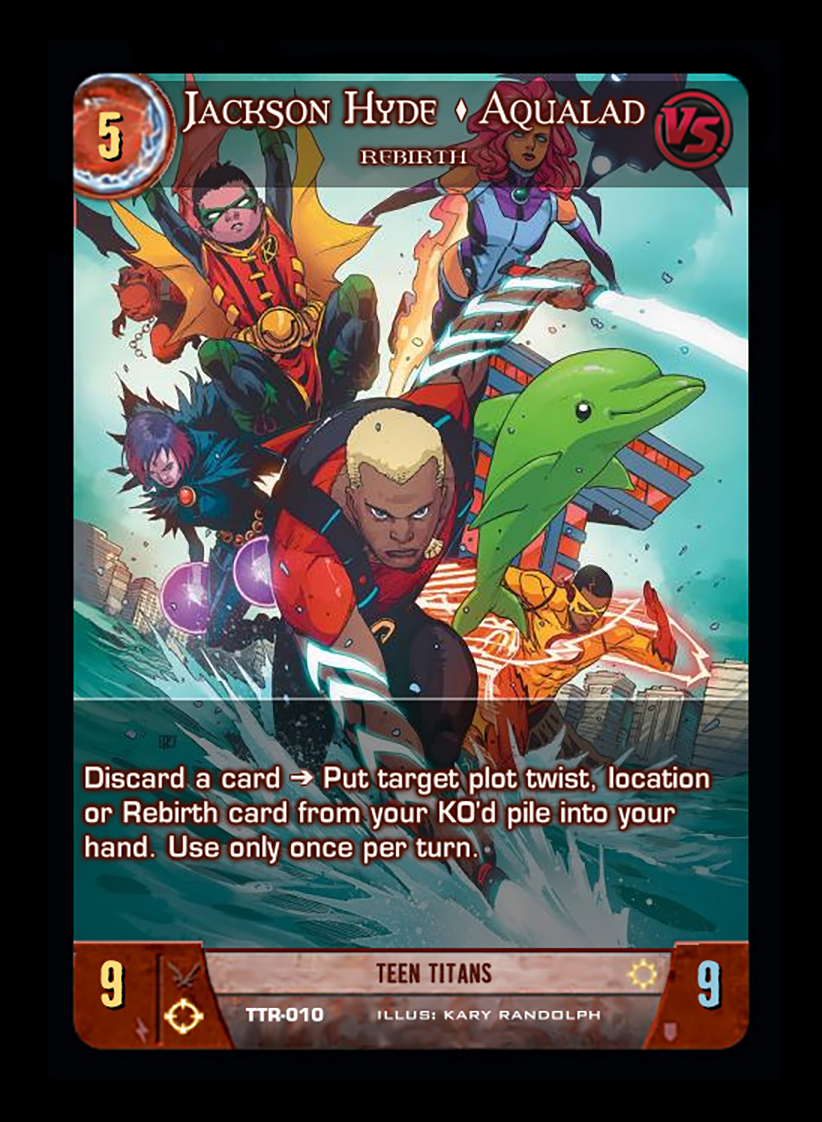 5
Jackson Hyde ♦ Aqualad
VS.
REBIRTH
Discard a card ➔ Put target plot twist, location
or Rebirth card from your KO'd pile into your
hand. Use only once per turn.
9
TEEN TITANS
9
TTR-010
ILLUS: KARY RANDOLPH